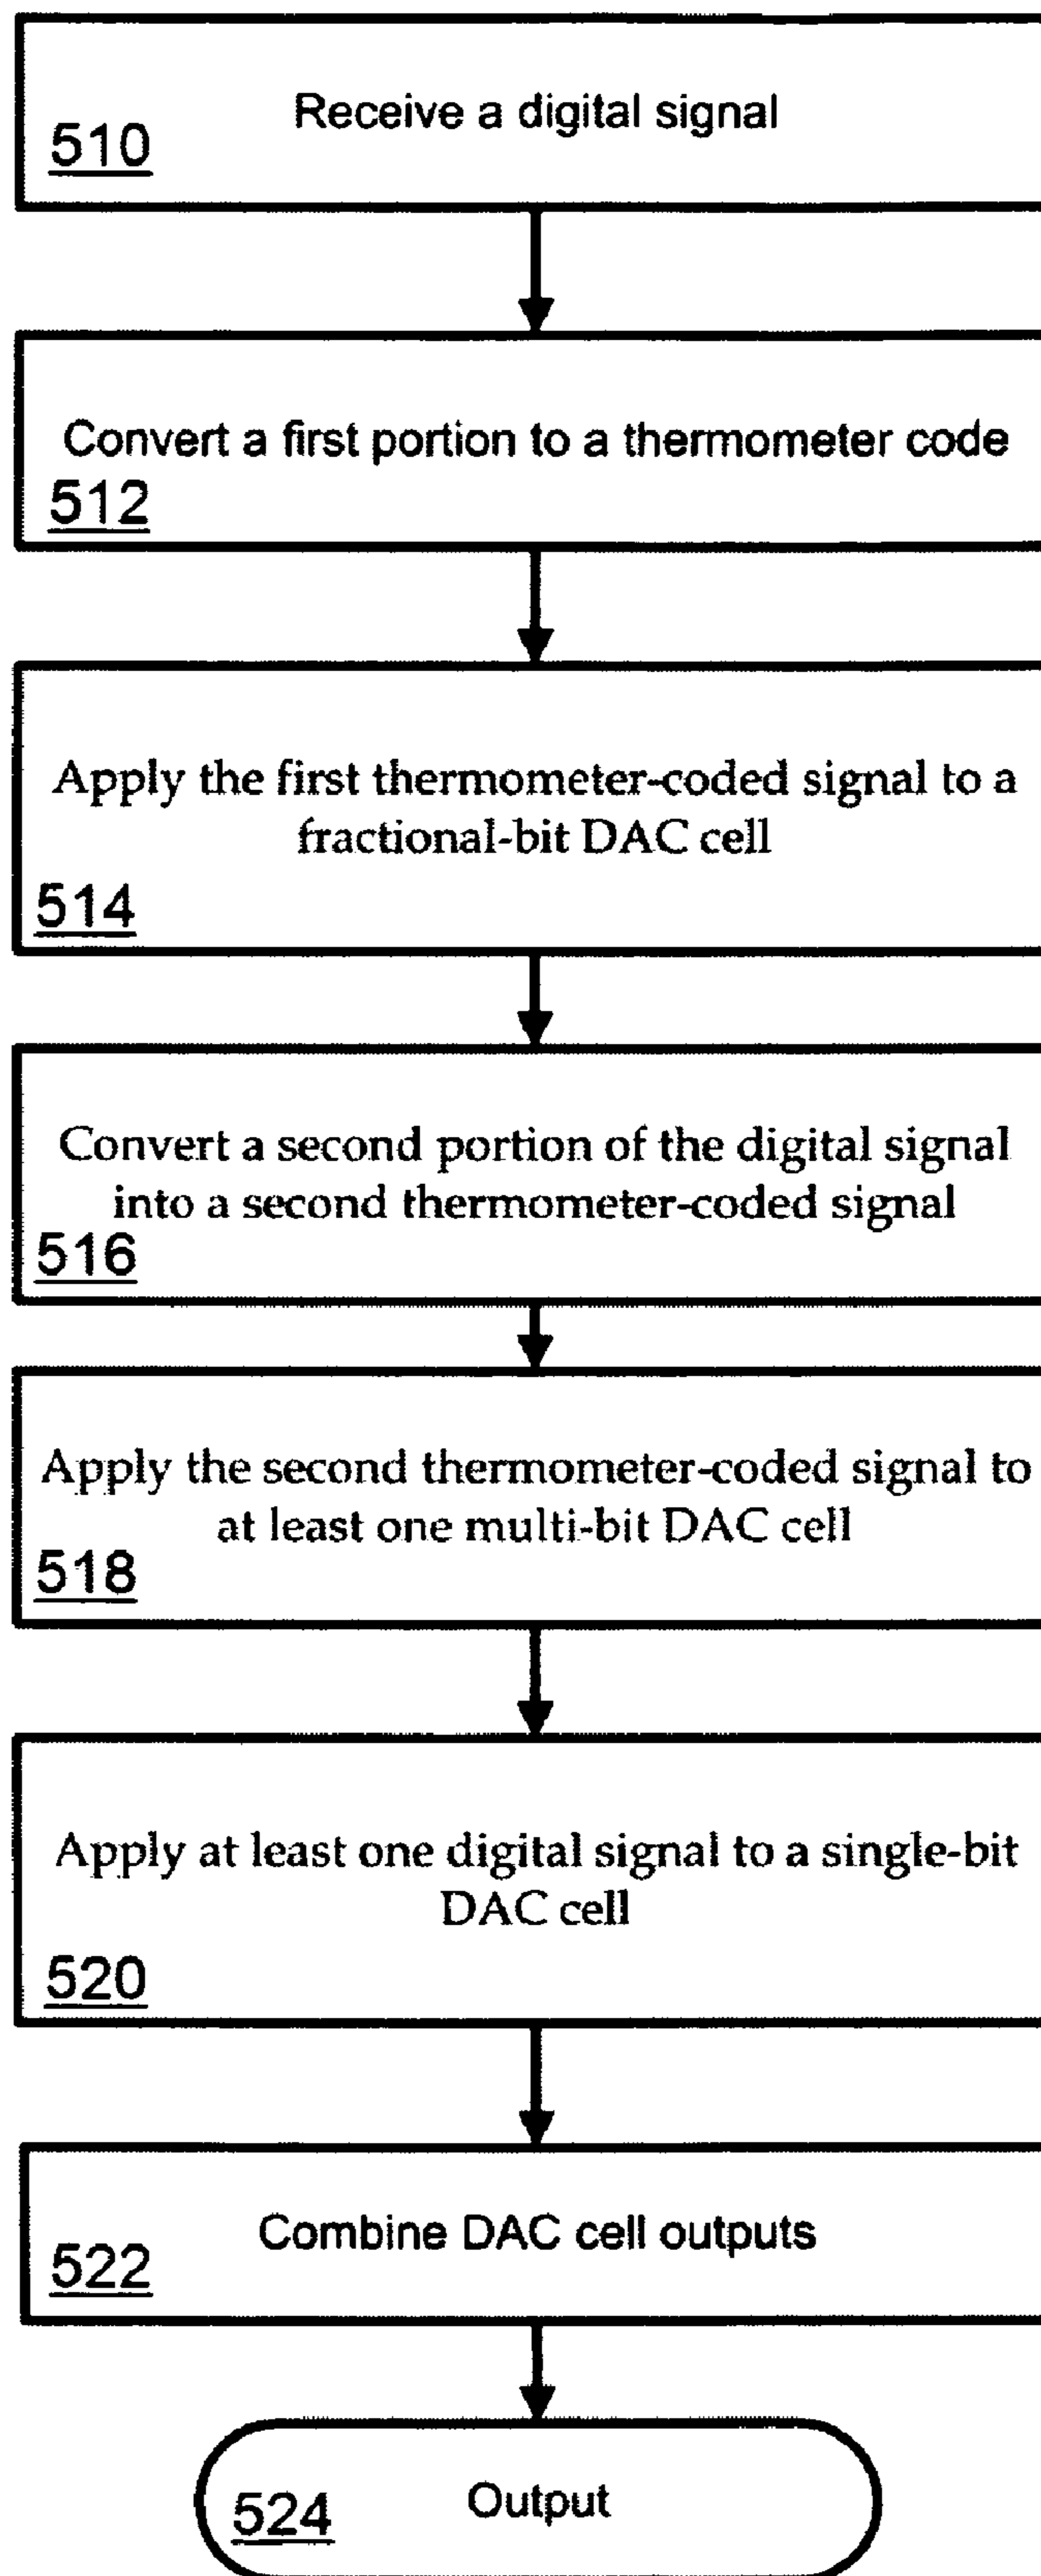 Receive a digital signal
510
Convert a first portion to a thermometer code
512
Apply the first thermometer-coded signal to a
fractional-bit DAC cell
514
Convert a second portion of the digital signal
into a second thermometer-coded signal
516
Apply the second thermometer-coded signal to
at least one multi-bit DAC cell
518
Apply at least one digital signal to a single-bit
DAC cell
520
Combine DAC cell outputs
522
Output
524